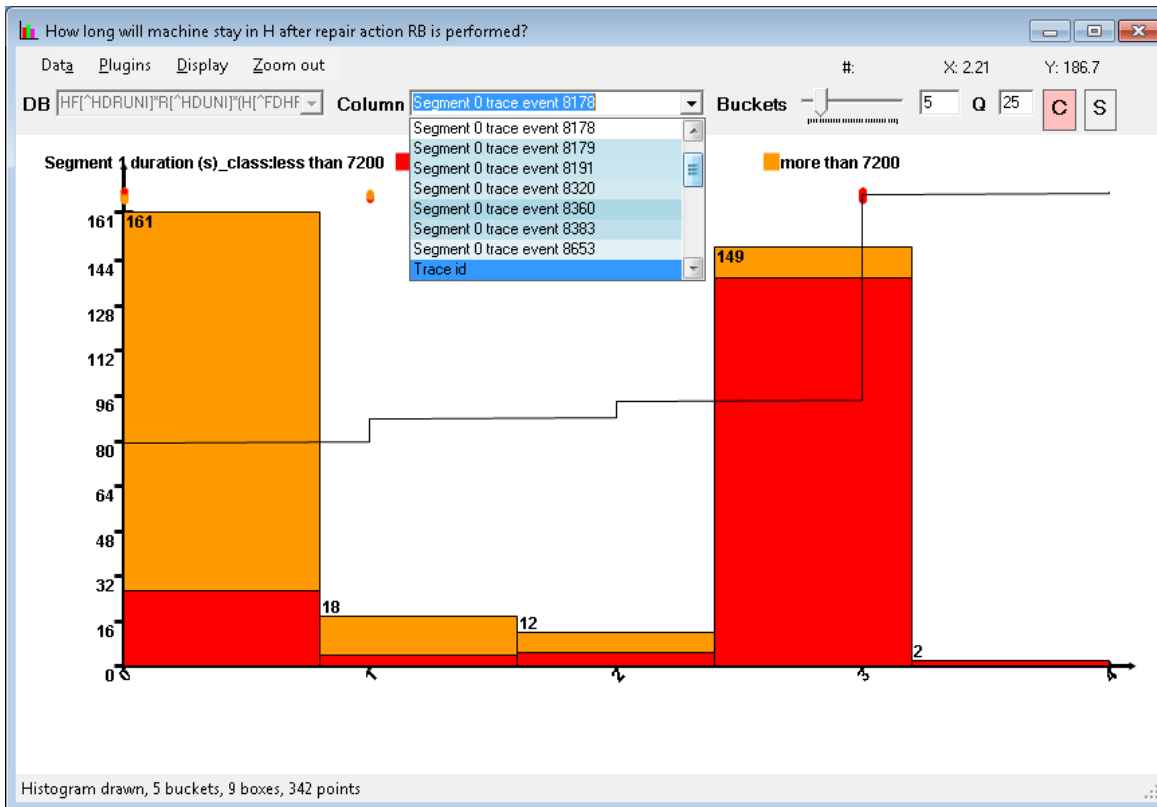 How long will machine stay in H after repair action RB is performed?
Data Plugins Display Zoom out #: X: 2.21 Y: 186.7
DB HF[^HDRUNI]*R[^HDUNI]*(H[^FDHF Column Segment 0 trace event 8178 Buckets 5 Q 25 C S
Segment 0 trace event 8178
Segment 0 trace event 8179
Segment 0 trace event 8191
Segment 0 trace event 8320
Segment 0 trace event 8360
Segment 0 trace event 8383
Segment 0 trace event 8653
Trace id
Segment 1 duration (s)_class:less than 7200 more than 7200
161 161
149
144
128
112
96
80
64
48
32
18
16
12
2
0
0 1 2 3 4
Histogram drawn, 5 buckets, 9 boxes, 342 points